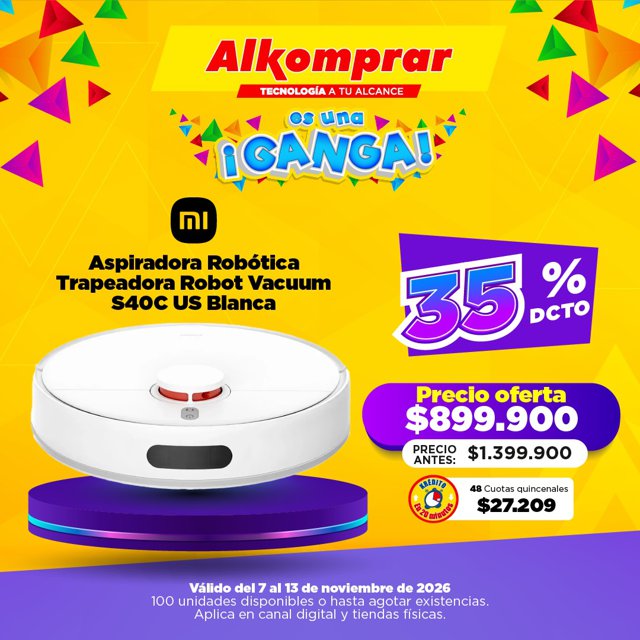 Alkomprar
TECNOLOGÍA A TU ALCANCE
es una
¡GANGA!
mi
Aspiradora Robótica
Trapeadora Robot Vacuum
S40C US Blanca
35%
DCTO
Precio oferta
$899.900
PRECIO
ANTES: $1.399.900
KRÉDITO
En 20 minutos
48 Cuotas quincenales
$27.209
Válido del 7 al 13 de noviembre de 2026
100 unidades disponibles o hasta agotar existencias.
Aplica en canal digital y tiendas físicas.